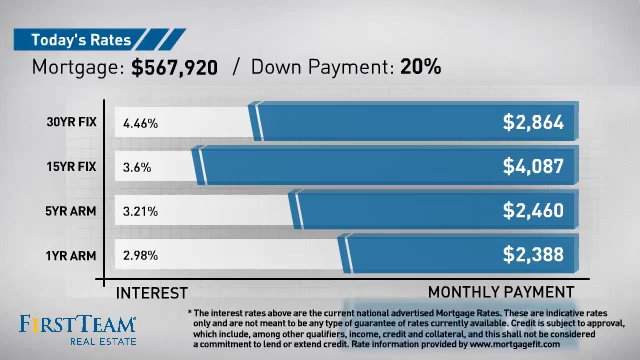 Today's Rates
Mortgage: $567,920 / Down Payment: 20%
30YR FIX 4.46% $2,864
15YR FIX 3.6% $4,087
5YR ARM 3.21% $2,460
1YR ARM 2.98% $2,388
INTEREST MONTHLY PAYMENT
* The interest rates above are the current national advertised Mortgage Rates. These are indicative rates
only and are not meant to be any type of guarantee of rates currently available. Credit is subject to approval,
which include, among other qualifiers, income, credit and collateral, and this shall not be considered
a commitment to lend or extend credit. Rate information provided by www.mortgagefit.com
FIRSTTEAM®
REAL ESTATE